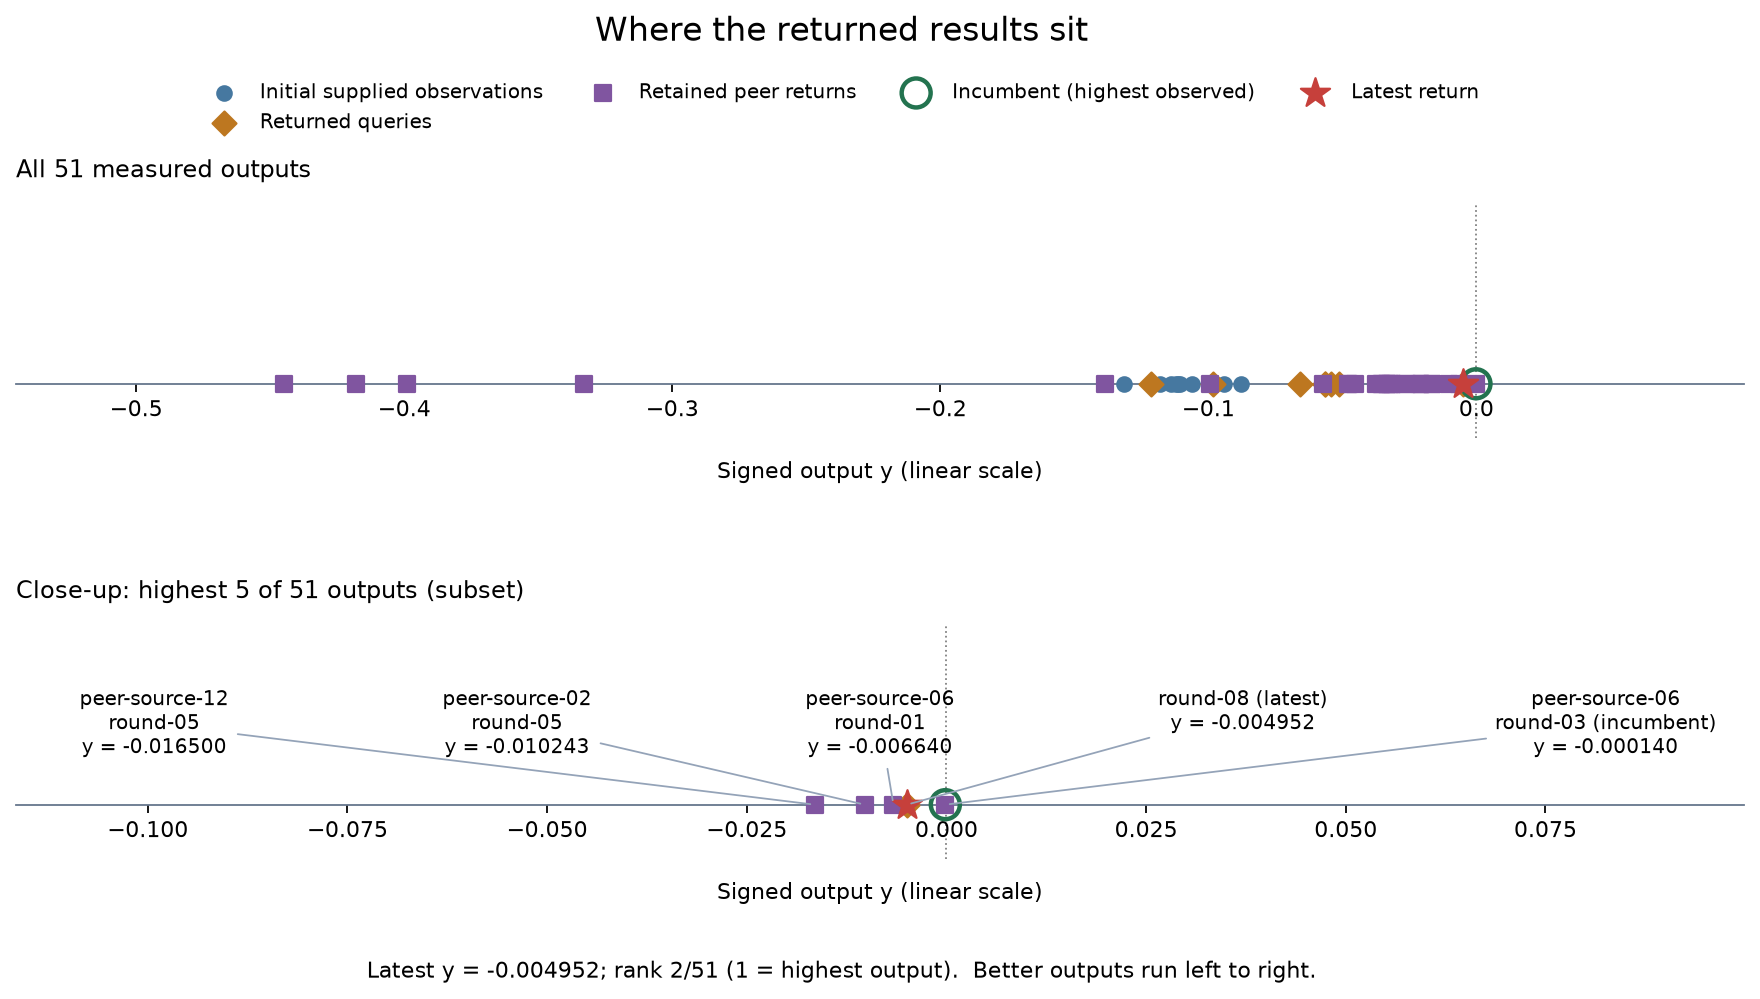 Where the returned results sit
Initial supplied observations
Retained peer returns
Incumbent (highest observed)
Latest return
Returned queries
All 51 measured outputs
−0.5
−0.4
−0.3
−0.2
−0.1
0.0
Signed output y (linear scale)
Close-up: highest 5 of 51 outputs (subset)
peer-source-12
round-05
y = -0.016500
peer-source-02
round-05
y = -0.010243
peer-source-06
round-01
y = -0.006640
round-08 (latest)
y = -0.004952
peer-source-06
round-03 (incumbent)
y = -0.000140
−0.100
−0.075
−0.050
−0.025
0.000
0.025
0.050
0.075
Signed output y (linear scale)
Latest y = -0.004952; rank 2/51 (1 = highest output).  Better outputs run left to right.